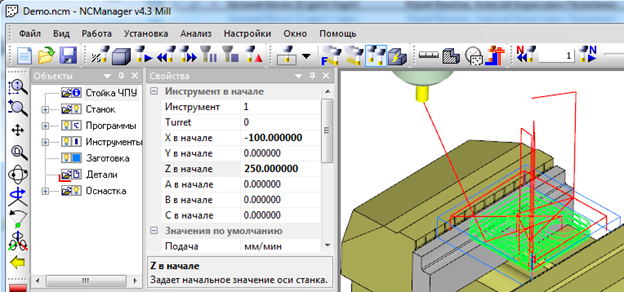 Demo.ncm - NCManager v4.3 Mill
Файл Вид Работа Установка Анализ Настройки Окно Помощь
F N 1 N
Объекты
Стойка ЧПУ
Станок
Программы
Инструменты
Заготовка
Детали
Оснастка
Свойства
Инструмент в начале
Инструмент 1
Turret 0
X в начале -100.000000
Y в начале 0.000000
Z в начале 250.000000
A в начале 0.000000
B в начале 0.000000
C в начале 0.000000
Значения по умолчанию
Подача мм/мин
Z в начале
Задает начальное значение оси станка.